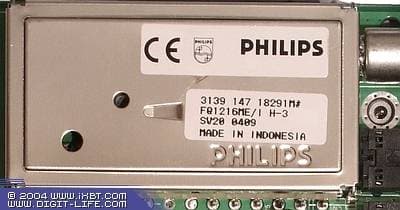 CE PHILIPS
3139 147 18291M#
FQ1216ME/I H-3
SV20 0409
MADE IN INDONESIA
PHILIPS
© 2004 www.iXBT.com
www.DIGIT-LIFE.com